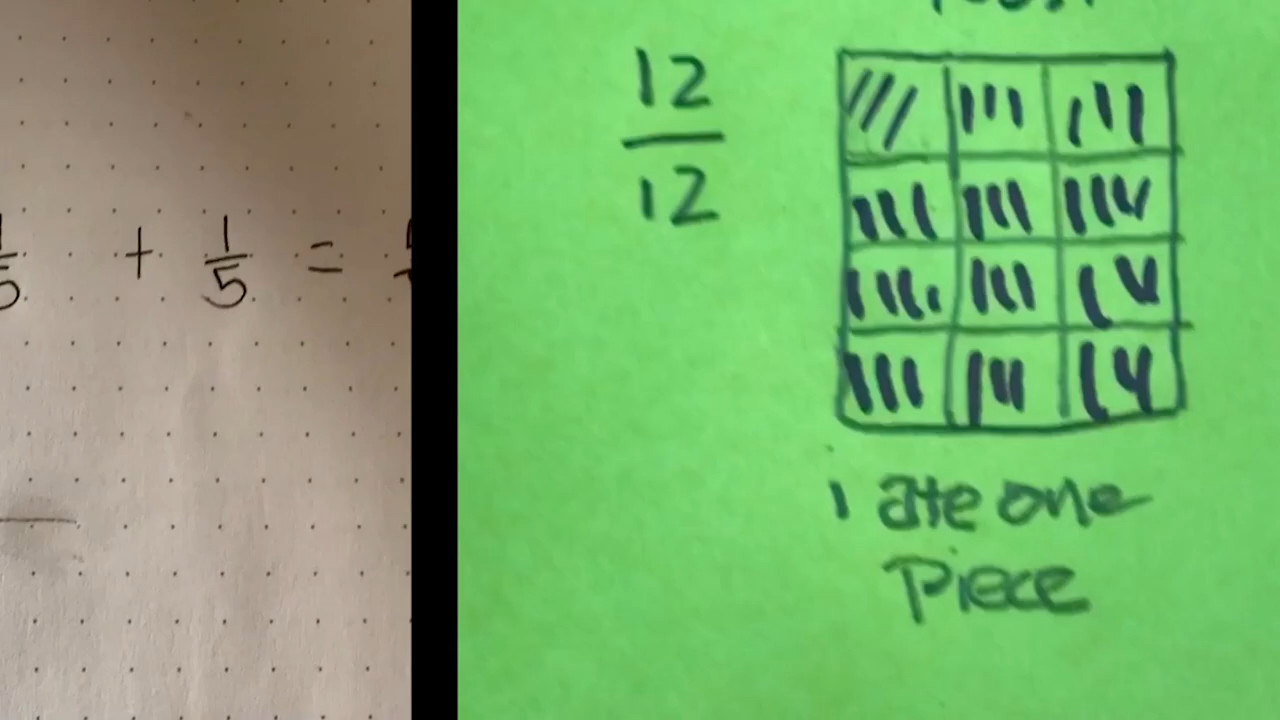 + 1/5 =
12
12
I ate one
Piece